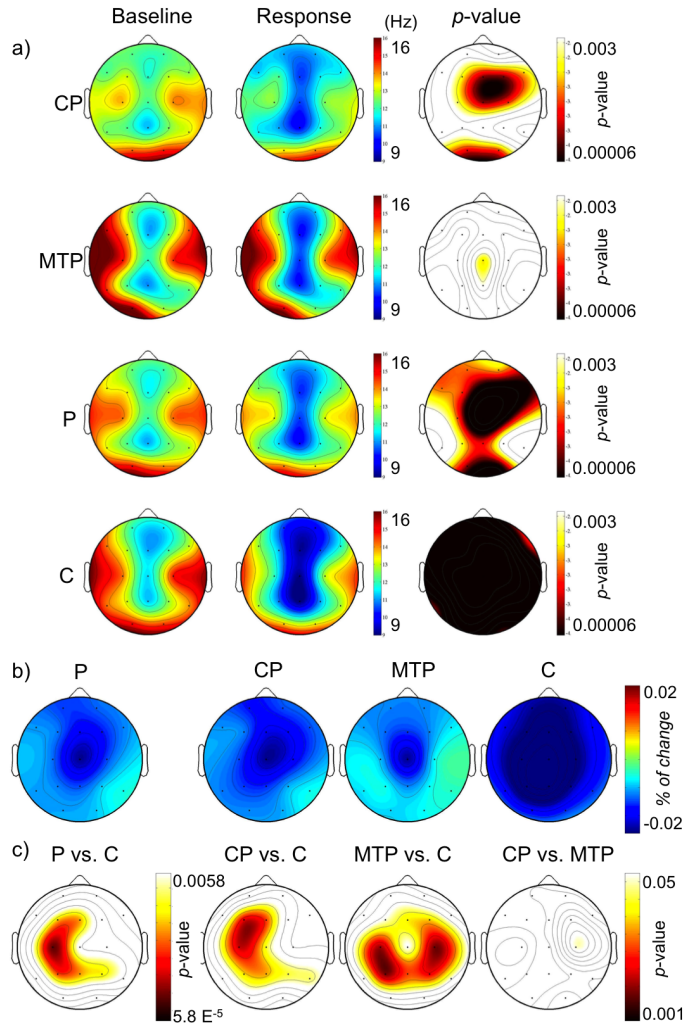 Baseline Response (Hz) p-value
a)
CP 16 9 0.003 0.00006 p-value
MTP 16 9 0.003 0.00006 p-value
P 16 9 0.003 0.00006 p-value
C 16 9 0.003 0.00006 p-value
b) P CP MTP C
0.02 -0.02 % of change
c) P vs. C CP vs. C MTP vs. C CP vs. MTP
0.0058 5.8 E-5 p-value
0.05 0.001 p-value